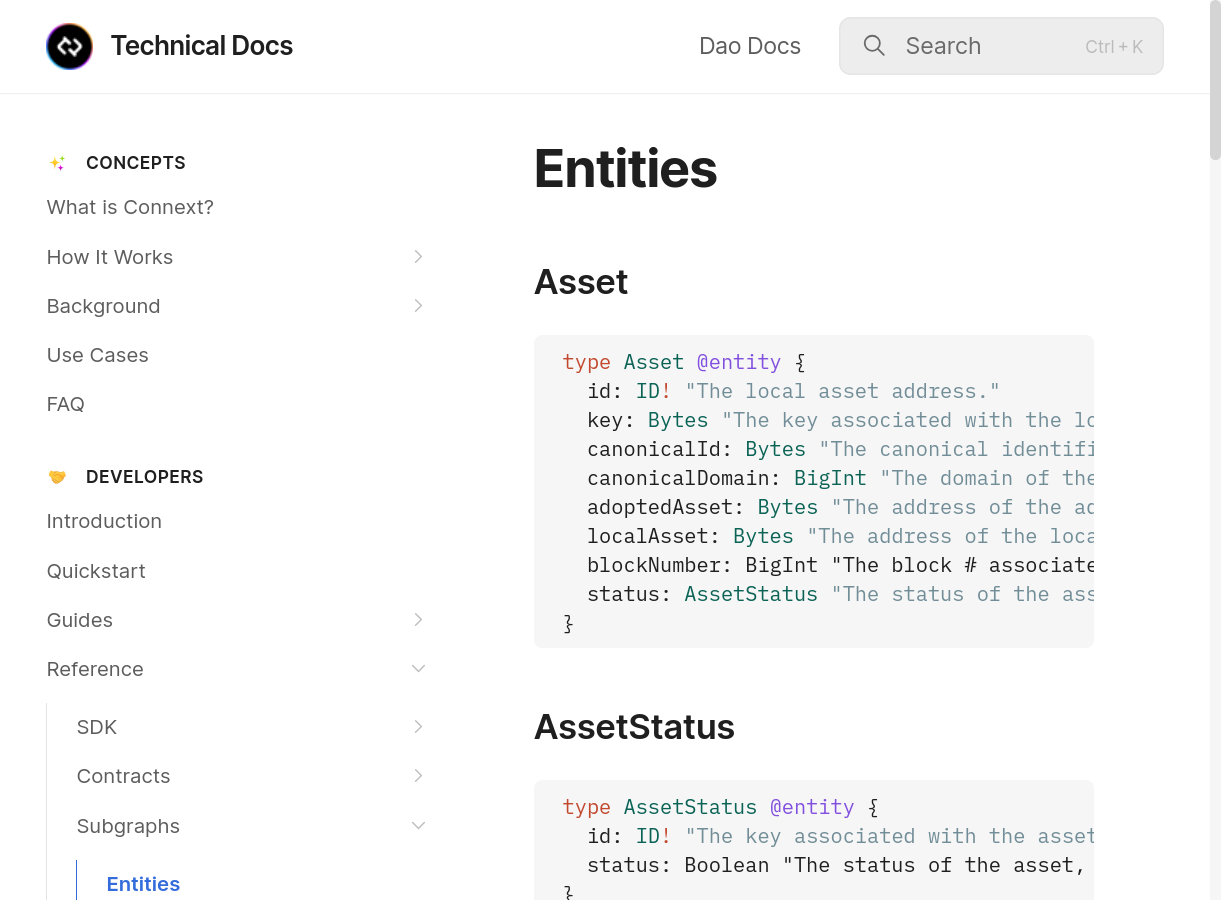 Technical Docs
Dao Docs
Search
Ctrl + K
CONCEPTS
What is Connext?
How It Works
Background
Use Cases
FAQ
DEVELOPERS
Introduction
Quickstart
Guides
Reference
SDK
Contracts
Subgraphs
Entities
Entities
Asset
type Asset @entity {
id: ID! "The local asset address."
key: Bytes "The key associated with the lo
canonicalId: Bytes "The canonical identifi
canonicalDomain: BigInt "The domain of the
adoptedAsset: Bytes "The address of the ad
localAsset: Bytes "The address of the loca
blockNumber: BigInt "The block # associate
status: AssetStatus "The status of the ass
}
AssetStatus
type AssetStatus @entity {
id: ID! "The key associated with the asset
status: Boolean "The status of the asset,
}